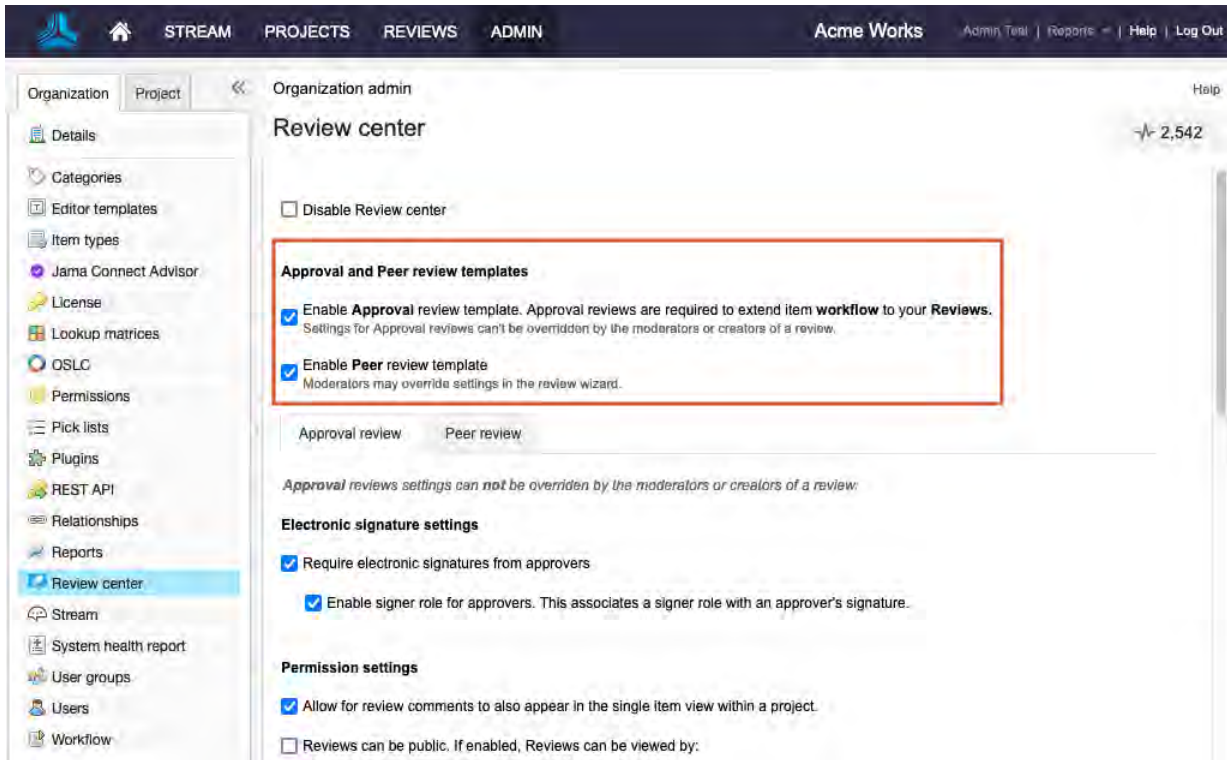 STREAM PROJECTS REVIEWS ADMIN Acme Works Admin Teal | Reports | Help | Log Out
Organization Project Organization admin Help
Review center 2,542
Details
Categories
Editor templates
Item types
Jama Connect Advisor
License
Lookup matrices
OSLC
Permissions
Pick lists
Plugins
REST API
Relationships
Reports
Review center
Stream
System health report
User groups
Users
Workflow
Disable Review center
Approval and Peer review templates
Enable Approval review template. Approval reviews are required to extend item workflow to your Reviews.
Settings for Approval reviews can't be overridden by the moderators or creators of a review.
Enable Peer review template
Moderators may override settings in the review wizard.
Approval review Peer review
Approval reviews settings can not be overriden by the moderators or creators of a review.
Electronic signature settings
Require electronic signatures from approvers
Enable signer role for approvers. This associates a signer role with an approver's signature.
Permission settings
Allow for review comments to also appear in the single item view within a project.
Reviews can be public. If enabled, Reviews can be viewed by: